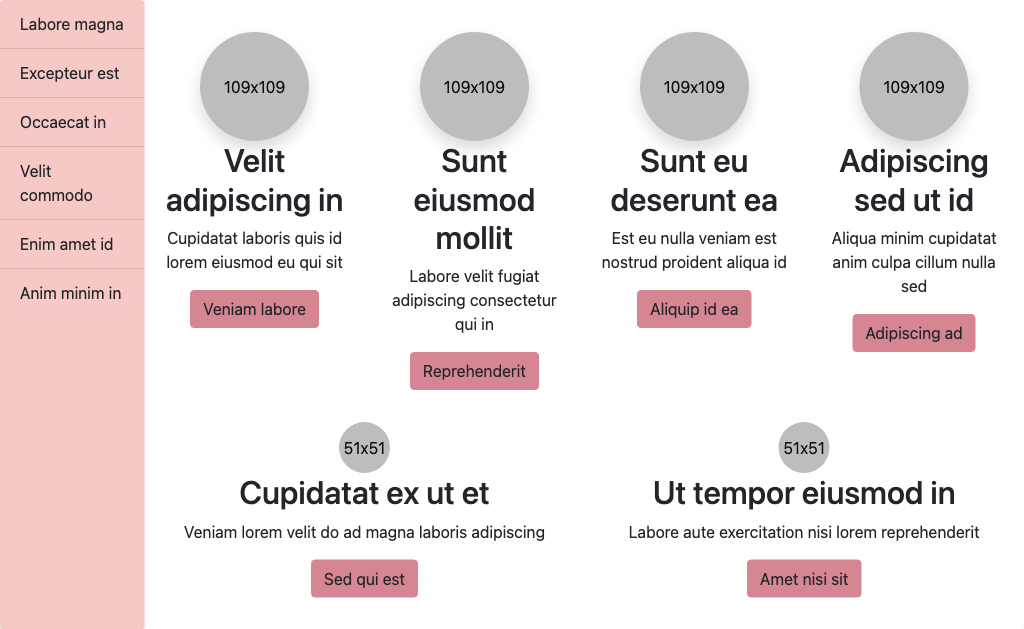 Labore magna
Excepteur est
Occaecat in
Velit
commodo
Enim amet id
Anim minim in
109x109
Velit
adipiscing in
Cupidatat laboris quis id
lorem eiusmod eu qui sit
Veniam labore
109x109
Sunt
eiusmod
mollit
Labore velit fugiat
adipiscing consectetur
qui in
Reprehenderit
109x109
Sunt eu
deserunt ea
Est eu nulla veniam est
nostrud proident aliqua id
Aliquip id ea
109x109
Adipiscing
sed ut id
Aliqua minim cupidatat
anim culpa cillum nulla
sed
Adipiscing ad
51x51
Cupidatat ex ut et
Veniam lorem velit do ad magna laboris adipiscing
Sed qui est
51x51
Ut tempor eiusmod in
Labore aute exercitation nisi lorem reprehenderit
Amet nisi sit